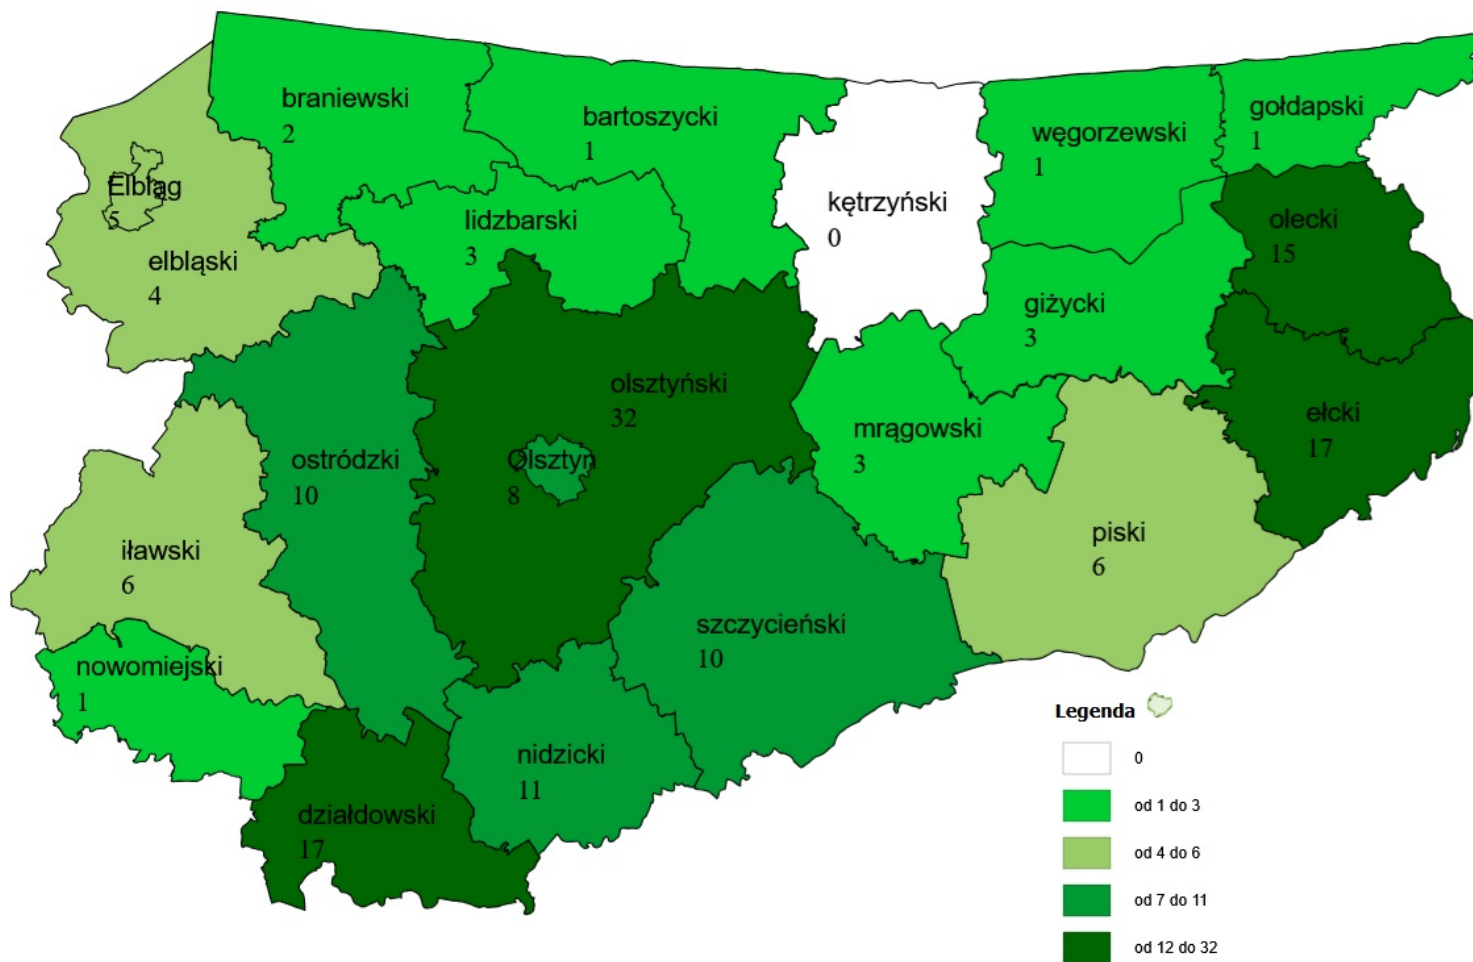 braniewski
2
bartoszycki
1
węgorzewski
1
gołdapski
1
Elbląg
5
elbląski
4
lidzbarski
3
kętrzyński
0
olecki
15
giżycki
3
olsztyński
32
ełcki
17
ostródzki
10
Olsztyn
8
mrągowski
3
iławski
6
piski
6
szczycieński
10
nowomiejski
1
nidzicki
11
działdowski
17
Legenda
0
od 1 do 3
od 4 do 6
od 7 do 11
od 12 do 32